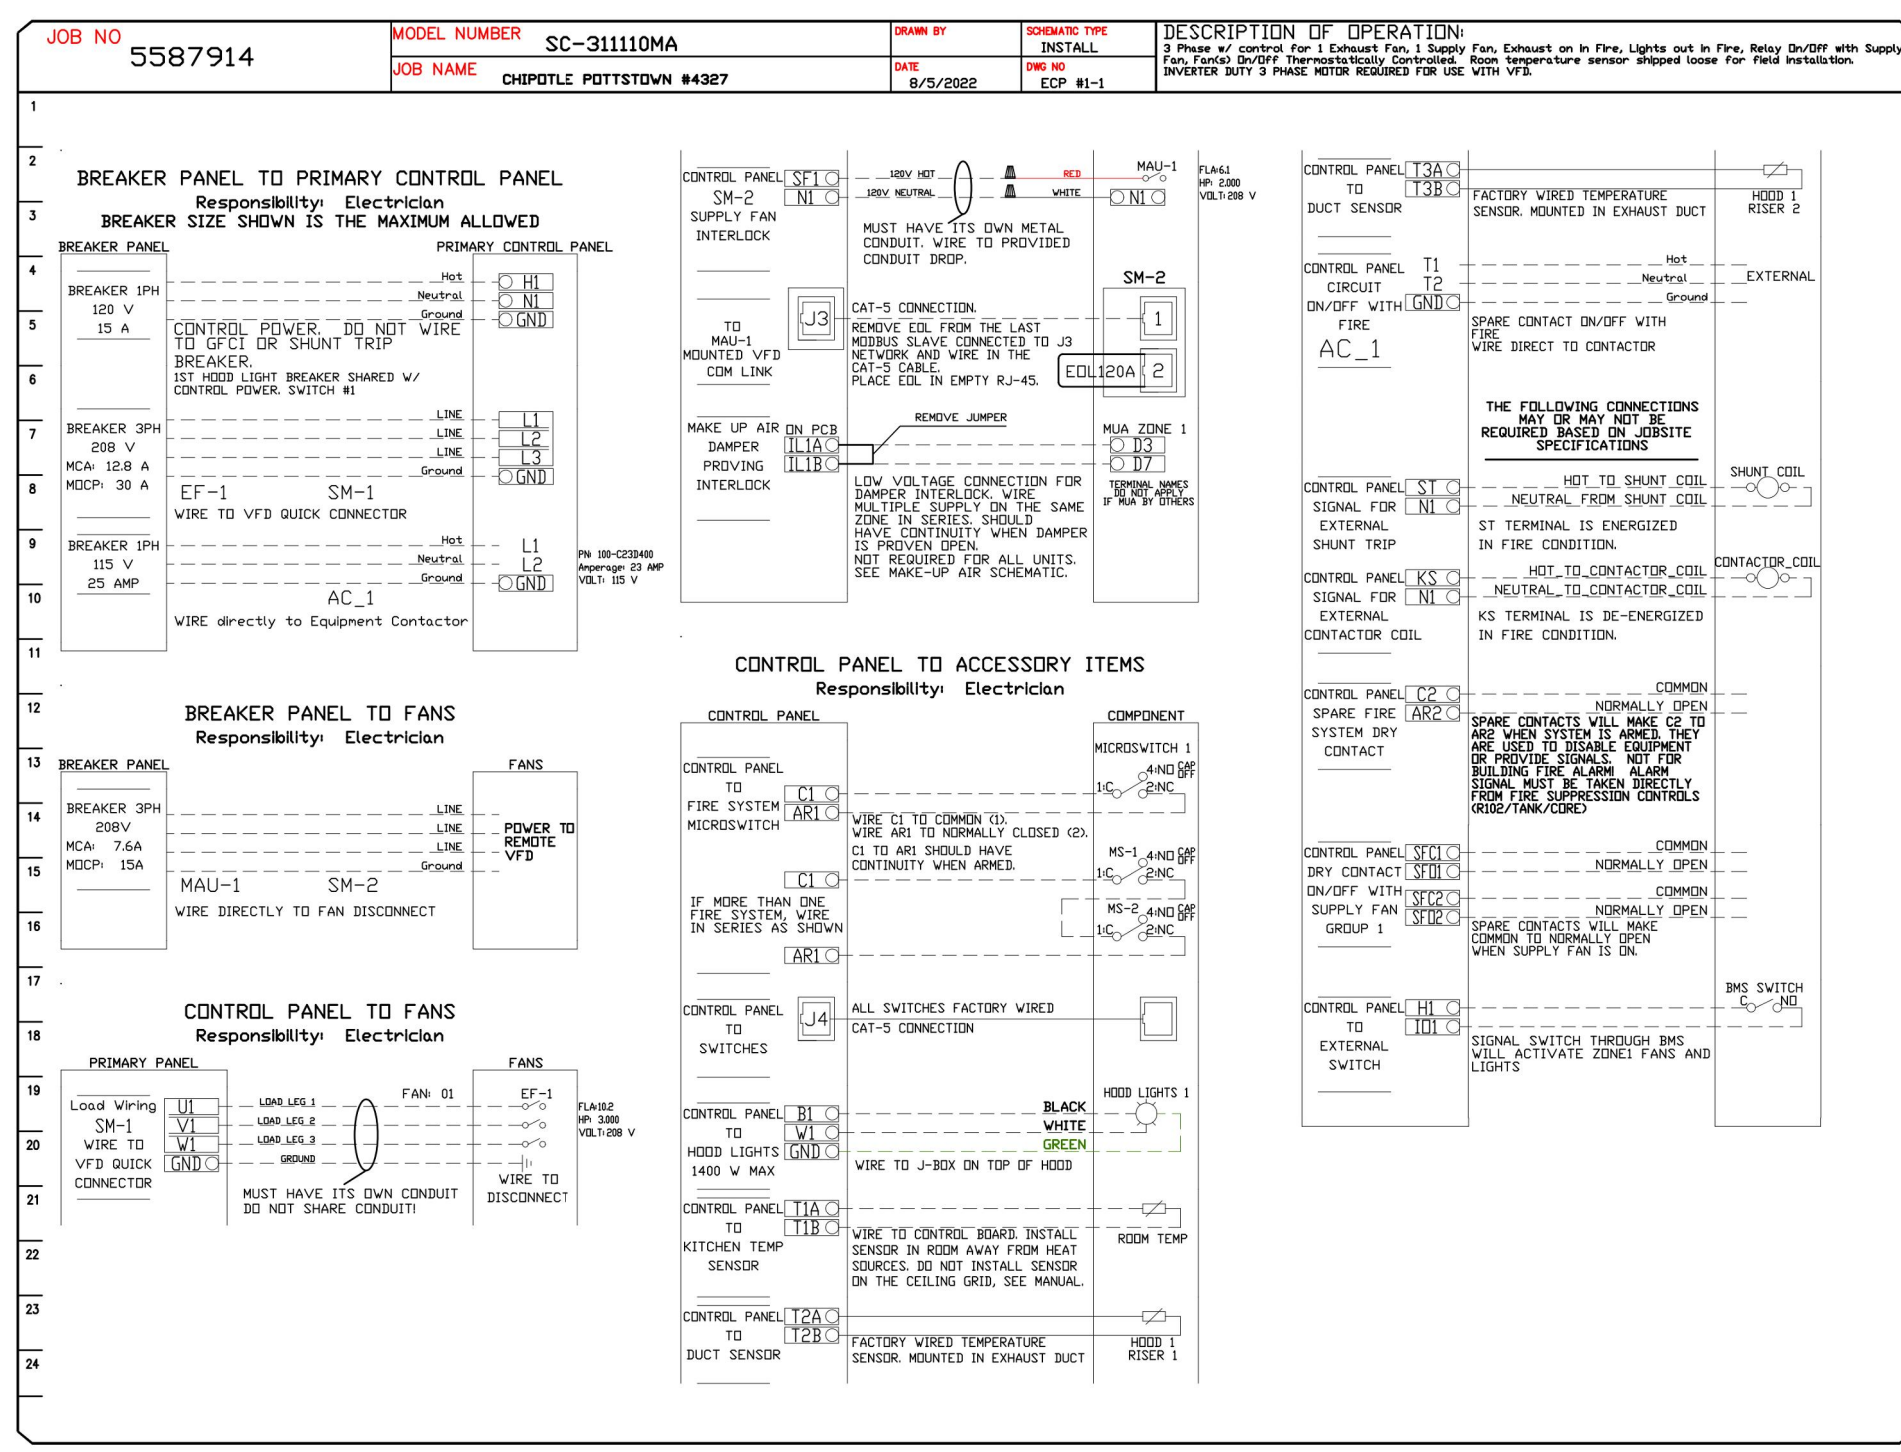 JOB NO
5587914
MODEL NUMBER
SC-311110MA
JOB NAME
CHIPOTLE POTTSTOWN #4327
DRAWN BY
DATE
8/5/2022
SCHEMATIC TYPE
INSTALL
DWG NO
ECP #1-1
DESCRIPTION OF OPERATION:
3 Phase w/ control for 1 Exhaust Fan, 1 Supply Fan, Exhaust on in Fire, Lights out in Fire, Relay On/Off with Supply
Fan, Fan(s) On/Off Thermostatically Controlled. Room temperature sensor shipped loose for field installation.
INVERTER DUTY 3 PHASE MOTOR REQUIRED FOR USE WITH VFD.
1
2
3
4
5
6
7
8
9
10
11
12
13
14
15
16
17
18
19
20
21
22
23
24
BREAKER PANEL TO PRIMARY CONTROL PANEL
Responsibility: Electrician
BREAKER SIZE SHOWN IS THE MAXIMUM ALLOWED
BREAKER PANEL
PRIMARY CONTROL PANEL
BREAKER 1PH
120 V
15 A
Hot
H1
Neutral
N1
Ground
GND
CONTROL POWER. DO NOT WIRE
TO GFCI OR SHUNT TRIP
BREAKER.
1ST HOOD LIGHT BREAKER SHARED W/
CONTROL POWER. SWITCH #1
BREAKER 3PH
208 V
MCA: 12.8 A
MOCP: 30 A
LINE
L1
LINE
L2
LINE
L3
Ground
GND
EF-1 SM-1
WIRE TO VFD QUICK CONNECTOR
BREAKER 1PH
115 V
25 AMP
Hot
L1
Neutral
L2
Ground
GND
PN: 100-C23D400
Amperage: 23 AMP
VOLT: 115 V
AC_1
WIRE directly to Equipment Contactor
BREAKER PANEL TO FANS
Responsibility: Electrician
BREAKER PANEL
FANS
BREAKER 3PH
208V
MCA: 7.6A
MOCP: 15A
LINE
LINE
LINE
Ground
POWER TO
REMOTE
VFD
MAU-1 SM-2
WIRE DIRECTLY TO FAN DISCONNECT
CONTROL PANEL TO FANS
Responsibility: Electrician
PRIMARY PANEL
FANS
Load Wiring
SM-1
WIRE TO
VFD QUICK
CONNECTOR
U1
V1
W1
GND
LOAD LEG 1
LOAD LEG 2
LOAD LEG 3
GROUND
FAN: 01
EF-1
FLA:10.2
HP: 3.000
VOLT: 208 V
WIRE TO
DISCONNECT
MUST HAVE ITS OWN CONDUIT
DO NOT SHARE CONDUIT!
CONTROL PANEL
SM-2
SUPPLY FAN
INTERLOCK
SF1
N1
120V HOT
120V NEUTRAL
RED
WHITE
MAU-1
N1
FLA:6.1
HP: 2.000
VOLT: 208 V
MUST HAVE ITS OWN METAL
CONDUIT. WIRE TO PROVIDED
CONDUIT DROP.
SM-2
TO
MAU-1
MOUNTED VFD
COM LINK
J3
CAT-5 CONNECTION.
REMOVE EOL FROM THE LAST
MODBUS SLAVE CONNECTED TO J3
NETWORK AND WIRE IN THE
CAT-5 CABLE.
PLACE EOL IN EMPTY RJ-45.
1
EOL120A
2
MAKE UP AIR
DAMPER
PROVING
INTERLOCK
ON PCB
IL1A
IL1B
REMOVE JUMPER
MUA ZONE 1
D3
D7
TERMINAL NAMES
DO NOT APPLY
IF MUA BY OTHERS
LOW VOLTAGE CONNECTION FOR
DAMPER INTERLOCK. WIRE
MULTIPLE SUPPLY ON THE SAME
ZONE IN SERIES. SHOULD
HAVE CONTINUITY WHEN DAMPER
IS PROVEN OPEN.
NOT REQUIRED FOR ALL UNITS.
SEE MAKE-UP AIR SCHEMATIC.
CONTROL PANEL TO ACCESSORY ITEMS
Responsibility: Electrician
CONTROL PANEL
COMPONENT
CONTROL PANEL
TO
FIRE SYSTEM
MICROSWITCH
C1
AR1
MICROSWITCH 1
4:NO CAP OFF
1:C 2:NC
WIRE C1 TO COMMON (1).
WIRE AR1 TO NORMALLY CLOSED (2).
C1 TO AR1 SHOULD HAVE
CONTINUITY WHEN ARMED.
C1
MS-1
4:NO CAP OFF
1:C 2:NC
IF MORE THAN ONE
FIRE SYSTEM, WIRE
IN SERIES AS SHOWN
MS-2
4:NO CAP OFF
1:C 2:NC
AR1
CONTROL PANEL
TO
SWITCHES
J4
ALL SWITCHES FACTORY WIRED
CAT-5 CONNECTION
CONTROL PANEL
TO
HOOD LIGHTS
1400 W MAX
B1
W1
GND
BLACK
WHITE
GREEN
HOOD LIGHTS 1
WIRE TO J-BOX ON TOP OF HOOD
CONTROL PANEL
TO
KITCHEN TEMP
SENSOR
T1A
T1B
ROOM TEMP
WIRE TO CONTROL BOARD. INSTALL
SENSOR IN ROOM AWAY FROM HEAT
SOURCES. DO NOT INSTALL SENSOR
ON THE CEILING GRID, SEE MANUAL.
CONTROL PANEL
TO
DUCT SENSOR
T2A
T2B
FACTORY WIRED TEMPERATURE
SENSOR. MOUNTED IN EXHAUST DUCT
HOOD 1
RISER 1
CONTROL PANEL
TO
DUCT SENSOR
T3A
T3B
FACTORY WIRED TEMPERATURE
SENSOR. MOUNTED IN EXHAUST DUCT
HOOD 1
RISER 2
CONTROL PANEL
CIRCUIT
ON/OFF WITH
FIRE
AC_1
T1
T2
GND
Hot
Neutral
Ground
EXTERNAL
SPARE CONTACT ON/OFF WITH
FIRE
WIRE DIRECT TO CONTACTOR
THE FOLLOWING CONNECTIONS
MAY OR MAY NOT BE
REQUIRED BASED ON JOBSITE
SPECIFICATIONS
CONTROL PANEL
SIGNAL FOR
EXTERNAL
SHUNT TRIP
ST
N1
HOT TO SHUNT COIL
NEUTRAL FROM SHUNT COIL
SHUNT COIL
ST TERMINAL IS ENERGIZED
IN FIRE CONDITION.
CONTROL PANEL
SIGNAL FOR
EXTERNAL
CONTACTOR COIL
KS
N1
HOT TO CONTACTOR COIL
NEUTRAL TO CONTACTOR COIL
CONTACTOR COIL
KS TERMINAL IS DE-ENERGIZED
IN FIRE CONDITION.
CONTROL PANEL
SPARE FIRE
SYSTEM DRY
CONTACT
C2
AR2
COMMON
NORMALLY OPEN
SPARE CONTACTS WILL MAKE C2 TO
AR2 WHEN SYSTEM IS ARMED. THEY
ARE USED TO DISABLE EQUIPMENT
OR PROVIDE SIGNALS. NOT FOR
BUILDING FIRE ALARM! ALARM
SIGNAL MUST BE TAKEN DIRECTLY
FROM FIRE SUPPRESSION CONTROLS
(R102/TANK/CORE)
CONTROL PANEL
DRY CONTACT
ON/OFF WITH
SUPPLY FAN
GROUP 1
SFC1
SFO1
SFC2
SFO2
COMMON
NORMALLY OPEN
COMMON
NORMALLY OPEN
SPARE CONTACTS WILL MAKE
COMMON TO NORMALLY OPEN
WHEN SUPPLY FAN IS ON.
CONTROL PANEL
TO
EXTERNAL
SWITCH
H1
IO1
BMS SWITCH
C NO
SIGNAL SWITCH THROUGH BMS
WILL ACTIVATE ZONE1 FANS AND
LIGHTS